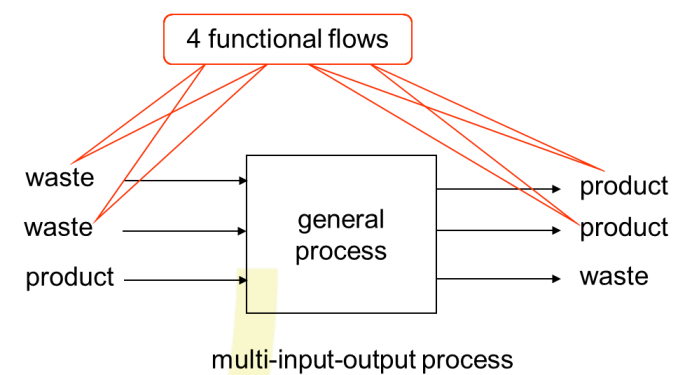 4 functional flows
waste
product
waste
general
process
product
product
waste
multi-input-output process